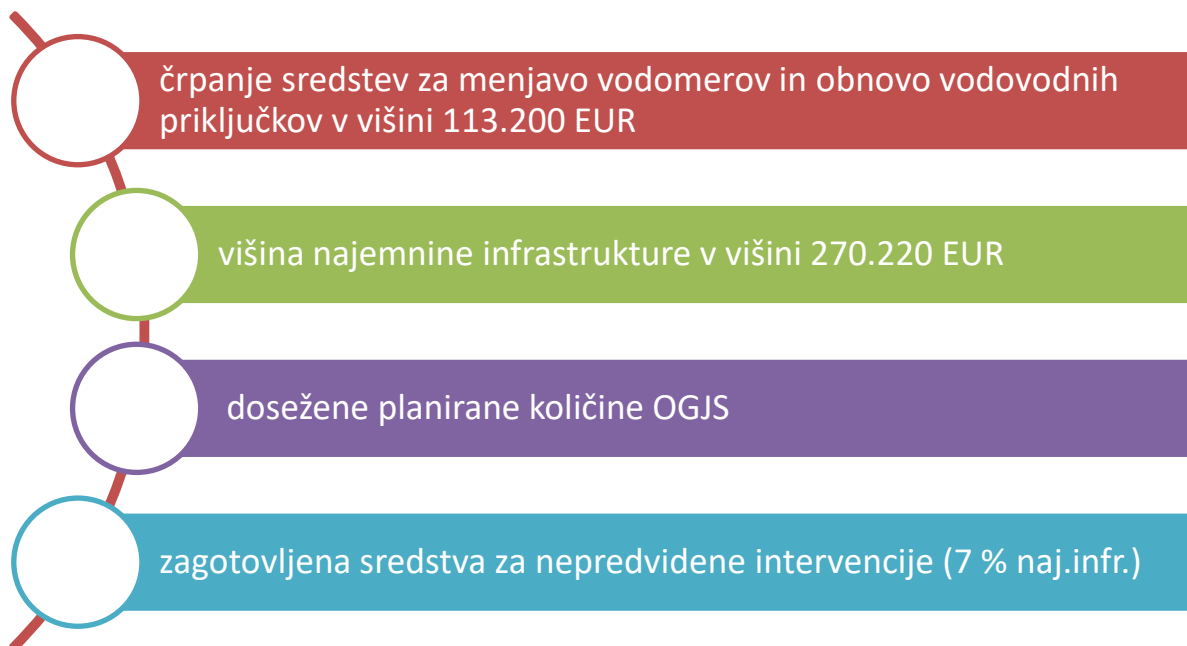 črpanje sredstev za menjavo vodomerov in obnovo vodovodnih
priključkov v višini 113.200 EUR
višina najemnine infrastrukture v višini 270.220 EUR
dosežene planirane količine OGJS
zagotovljena sredstva za nepredvidene intervencije (7 % naj.infr.)